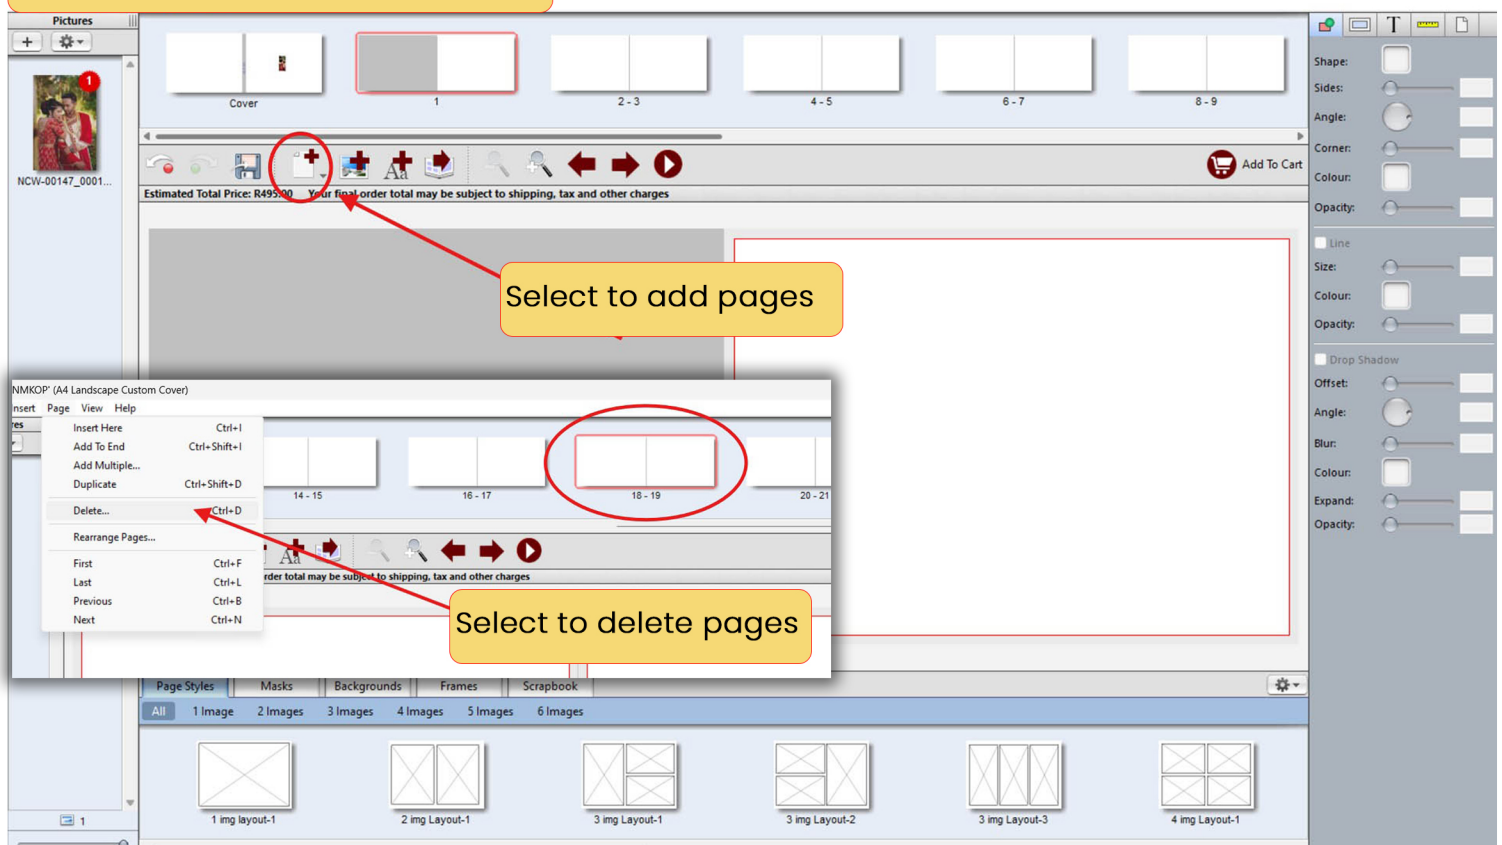 Pictures
1
NCW-00147_0001...
Cover
1
2 - 3
4 - 5
6 - 7
8 - 9
Aa
Add To Cart
Estimated Total Price: R495.00 Your final order total may be subject to shipping, tax and other charges
Select to add pages
T
Shape:
Sides:
Angle:
Corner:
Colour:
Opacity:
Line
Size:
Colour:
Opacity:
Drop Shadow
Offset:
Angle:
Blur:
Colour:
Expand:
Opacity:
NMKOP' (A4 Landscape Custom Cover)
Insert Page View Help
Insert Here Ctrl+I
Add To End Ctrl+Shift+I
Add Multiple...
Duplicate Ctrl+Shift+D
Delete... Ctrl+D
Rearrange Pages...
First Ctrl+F
Last Ctrl+L
Previous Ctrl+B
Next Ctrl+N
14 - 15
16 - 17
18 - 19
20 - 21
Aa
rder total may be subject to shipping, tax and other charges
Select to delete pages
Page Styles Masks Backgrounds Frames Scrapbook
All 1 Image 2 Images 3 Images 4 Images 5 Images 6 Images
1 img layout-1
2 img Layout-1
3 img Layout-1
3 img Layout-2
3 img Layout-3
4 img Layout-1
1